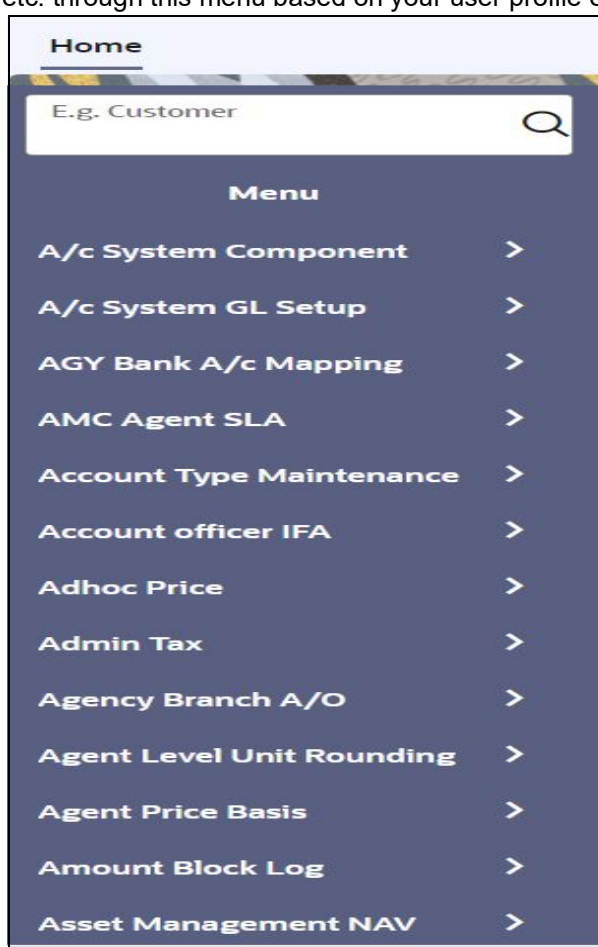 etc. through this menu based on your user profile
Home
E.g. Customer
Menu
A/c System Component
A/c System GL Setup
AGY Bank A/c Mapping
AMC Agent SLA
Account Type Maintenance
Account officer IFA
Adhoc Price
Admin Tax
Agency Branch A/O
Agent Level Unit Rounding
Agent Price Basis
Amount Block Log
Asset Management NAV